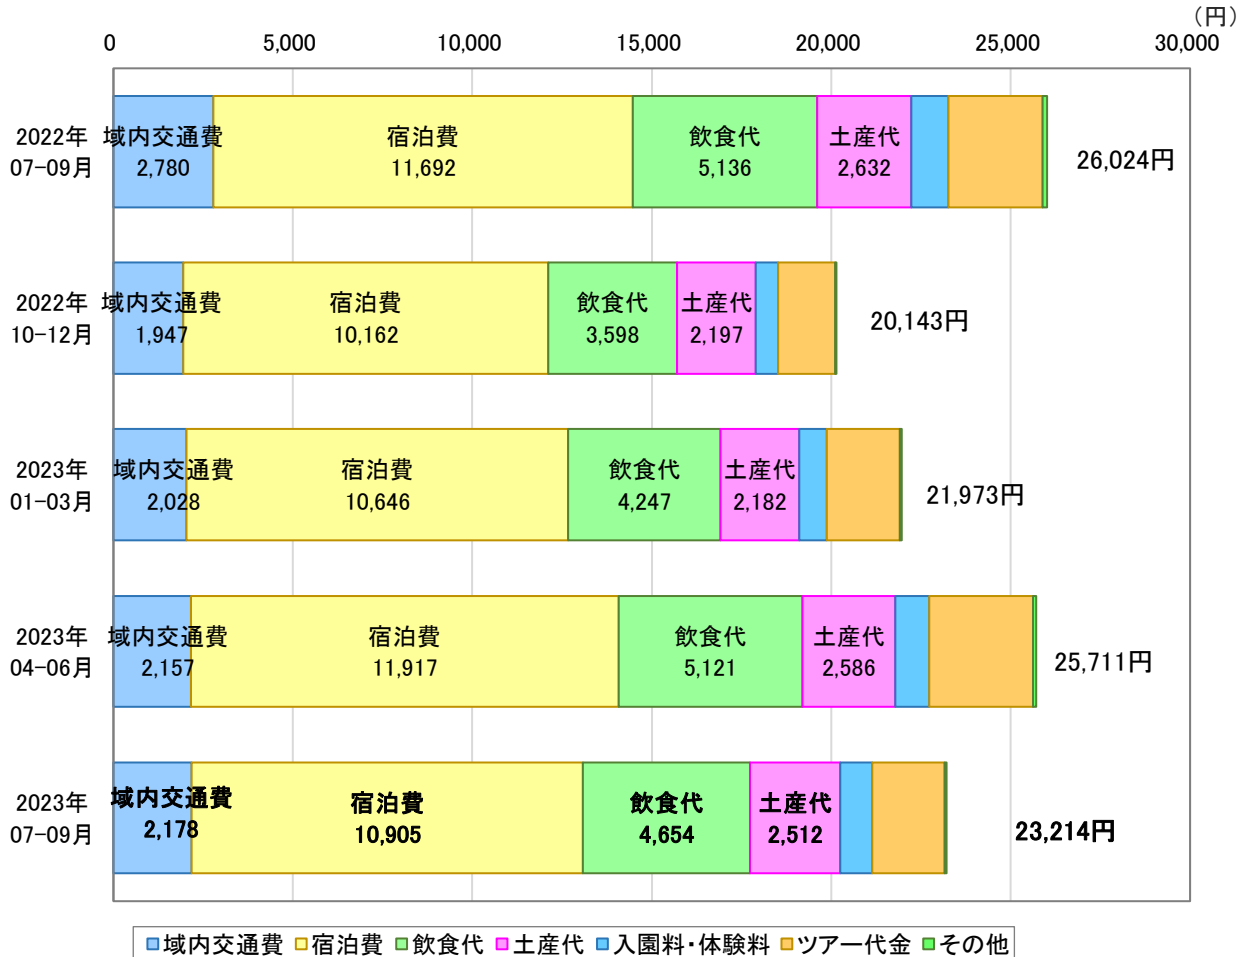 （円）
0 5,000 10,000 15,000 20,000 25,000 30,000
2022年
07-09月
域内交通費
2,780
宿泊費
11,692
飲食代
5,136
土産代
2,632
26,024円
2022年
10-12月
域内交通費
1,947
宿泊費
10,162
飲食代
3,598
土産代
2,197
20,143円
2023年
01-03月
域内交通費
2,028
宿泊費
10,646
飲食代
4,247
土産代
2,182
21,973円
2023年
04-06月
域内交通費
2,157
宿泊費
11,917
飲食代
5,121
土産代
2,586
25,711円
2023年
07-09月
域内交通費
2,178
宿泊費
10,905
飲食代
4,654
土産代
2,512
23,214円
域内交通費 宿泊費 飲食代 土産代 入園料・体験料 ツアー代金 その他